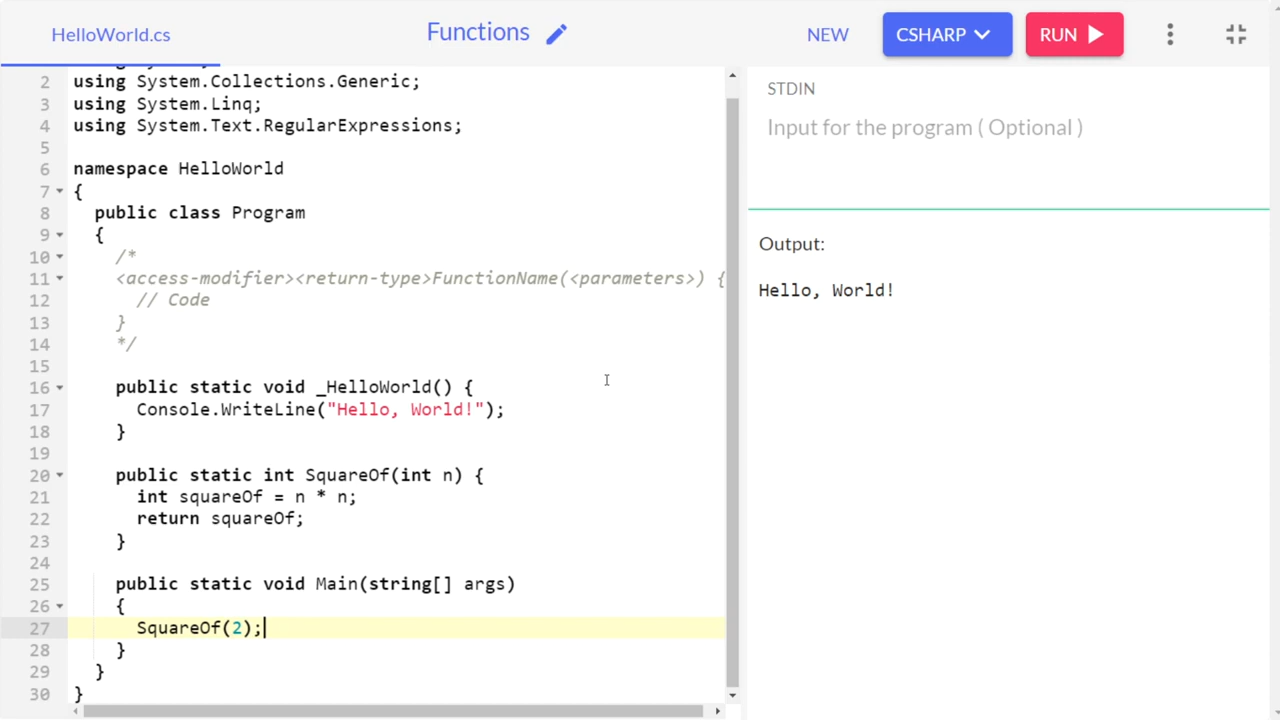 HelloWorld.cs
Functions
NEW
CSHARP
RUN
2 using System.Collections.Generic;
3 using System.Linq;
4 using System.Text.RegularExpressions;
5
6 namespace HelloWorld
7 {
8 public class Program
9 {
10 /*
11 <access-modifier><return-type>FunctionName(<parameters>) {
12 // Code
13 }
14 */
15
16 public static void _HelloWorld() {
17 Console.WriteLine("Hello, World!");
18 }
19
20 public static int SquareOf(int n) {
21 int squareOf = n * n;
22 return squareOf;
23 }
24
25 public static void Main(string[] args)
26 {
27 SquareOf(2);
28 }
29 }
30 }
STDIN
Input for the program ( Optional )
Output:
Hello, World!